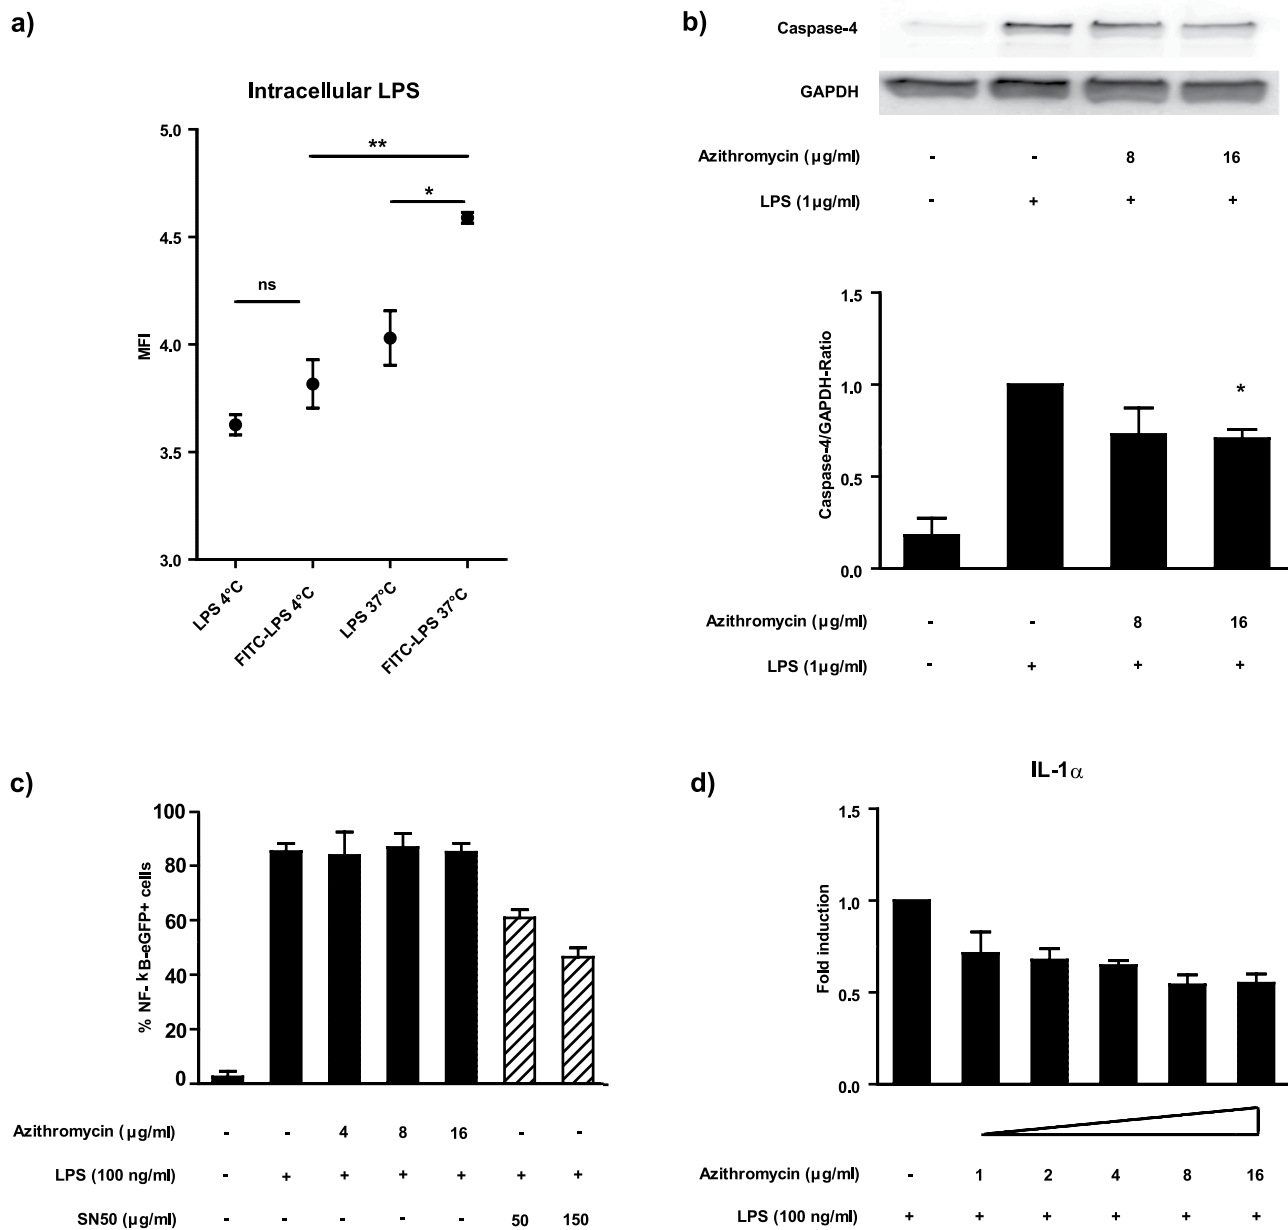 a)
Intracellular LPS
5.0
4.5
4.0
3.5
3.0
MFI
**
*
ns
LPS 4°C
FITC-LPS 4°C
LPS 37°C
FITC-LPS 37°C
b)
Caspase-4
GAPDH
Azithromycin (µg/ml) - - 8 16
LPS (1µg/ml) - + + +
1.5
1.0
0.5
0.0
Caspase-4/GAPDH-Ratio
*
Azithromycin (µg/ml) - - 8 16
LPS (1µg/ml) - + + +
c)
100
80
60
40
20
0
% NF-kB-eGFP+ cells
Azithromycin (µg/ml) - - 4 8 16 - -
LPS (100 ng/ml) - + + + + + +
SN50 (µg/ml) - - - - - 50 150
d)
IL-1α
1.5
1.0
0.5
0.0
Fold induction
Azithromycin (µg/ml) - 1 2 4 8 16
LPS (100 ng/ml) + + + + + +